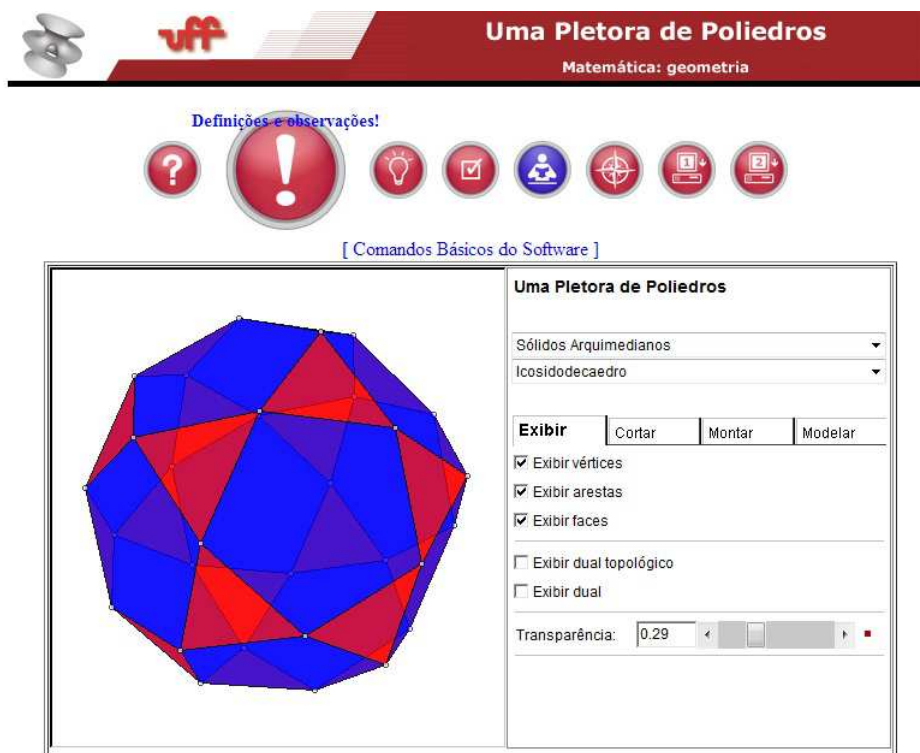 uff
Uma Pletora de Poliedros
Matemática: geometria
Definições e observações!
? ! 1 2
[ Comandos Básicos do Software ]
Uma Pletora de Poliedros
Sólidos Arquimedianos
Icosidodecaedro
Exibir Cortar Montar Modelar
Exibir vértices
Exibir arestas
Exibir faces
Exibir dual topológico
Exibir dual
Transparência: 0.29